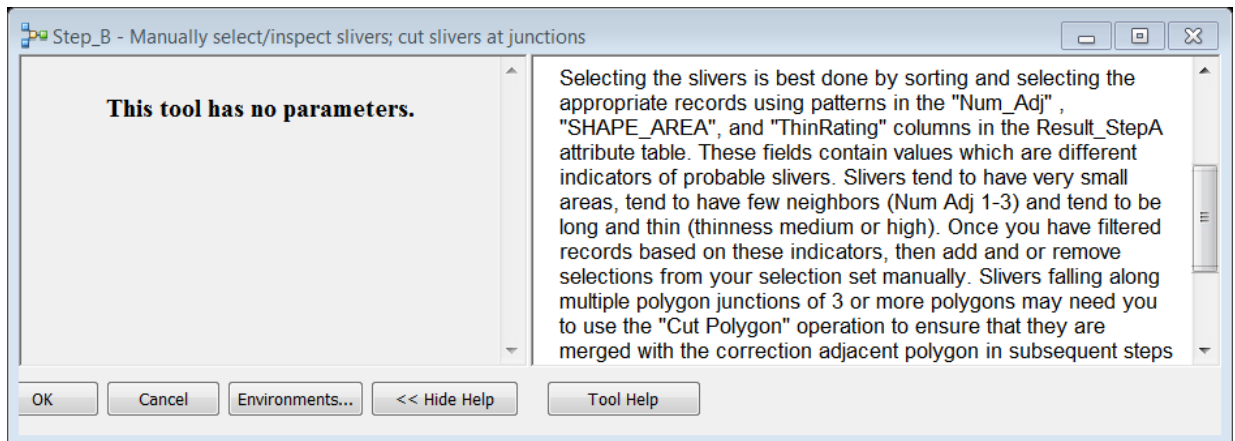 Step_B - Manually select/inspect slivers; cut slivers at junctions
This tool has no parameters.
Selecting the slivers is best done by sorting and selecting the
appropriate records using patterns in the "Num_Adj" ,
"SHAPE_AREA", and "ThinRating" columns in the Result_StepA
attribute table. These fields contain values which are different
indicators of probable slivers. Slivers tend to have very small
areas, tend to have few neighbors (Num Adj 1-3) and tend to be
long and thin (thinness medium or high). Once you have filtered
records based on these indicators, then add and or remove
selections from your selection set manually. Slivers falling along
multiple polygon junctions of 3 or more polygons may need you
to use the "Cut Polygon" operation to ensure that they are
merged with the correction adjacent polygon in subsequent steps
OK
Cancel
Environments...
<< Hide Help
Tool Help